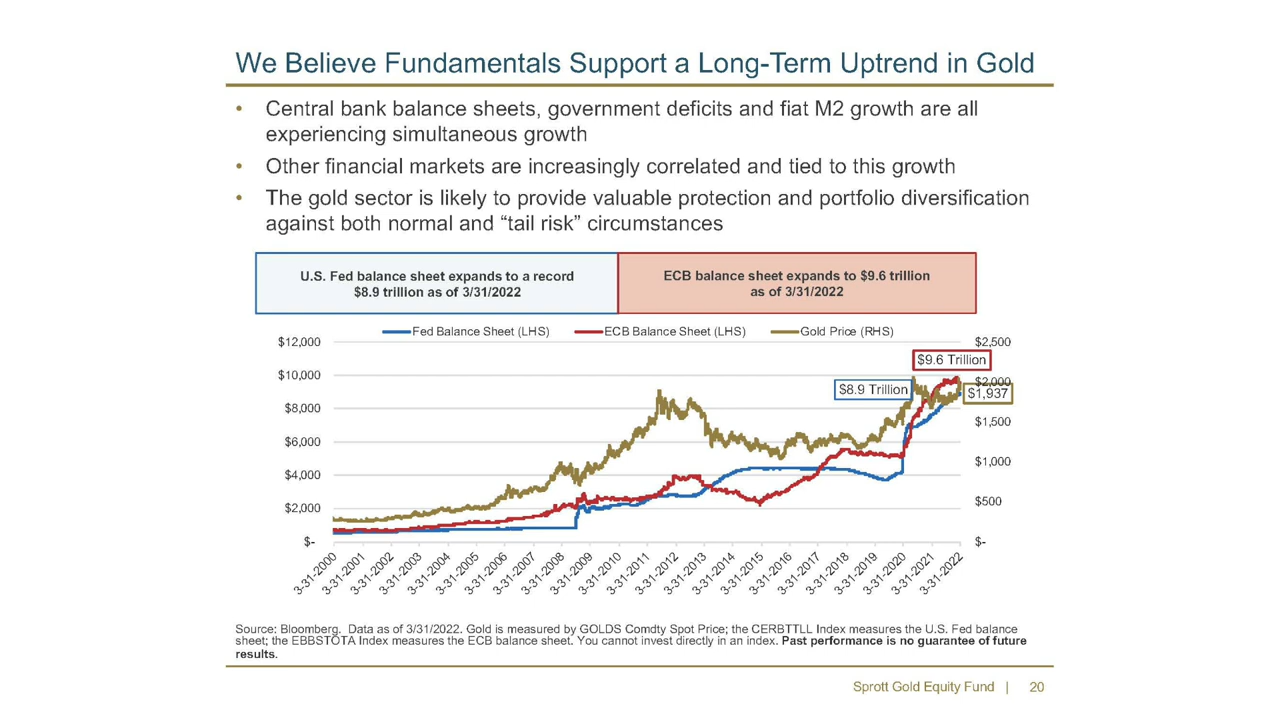 We Believe Fundamentals Support a Long-Term Uptrend in Gold
• Central bank balance sheets, government deficits and fiat M2 growth are all
experiencing simultaneous growth
• Other financial markets are increasingly correlated and tied to this growth
• The gold sector is likely to provide valuable protection and portfolio diversification
against both normal and “tail risk” circumstances
U.S. Fed balance sheet expands to a record
$8.9 trillion as of 3/31/2022
ECB balance sheet expands to $9.6 trillion
as of 3/31/2022
Fed Balance Sheet (LHS) ECB Balance Sheet (LHS) Gold Price (RHS)
$12,000
$10,000
$8,000
$6,000
$4,000
$2,000
$-
$9.6 Trillion
$8.9 Trillion
$1,937
$2,500
$2,000
$1,500
$1,000
$500
$-
3-31-2000
3-31-2001
3-31-2002
3-31-2003
3-31-2004
3-31-2005
3-31-2006
3-31-2007
3-31-2008
3-31-2009
3-31-2010
3-31-2011
3-31-2012
3-31-2013
3-31-2014
3-31-2015
3-31-2016
3-31-2017
3-31-2018
3-31-2019
3-31-2020
3-31-2021
3-31-2022
Source: Bloomberg. Data as of 3/31/2022. Gold is measured by GOLDS Comdty Spot Price; the CERBTTLL Index measures the U.S. Fed balance
sheet; the EBBSTOTA Index measures the ECB balance sheet. You cannot invest directly in an index. Past performance is no guarantee of future
results.
Sprott Gold Equity Fund | 20